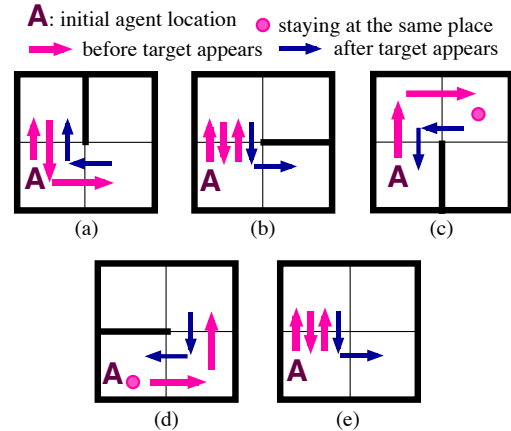 A: initial agent location
staying at the same place
before target appears
after target appears
A
A
A
(a)
(b)
(c)
A
A
(d)
(e)